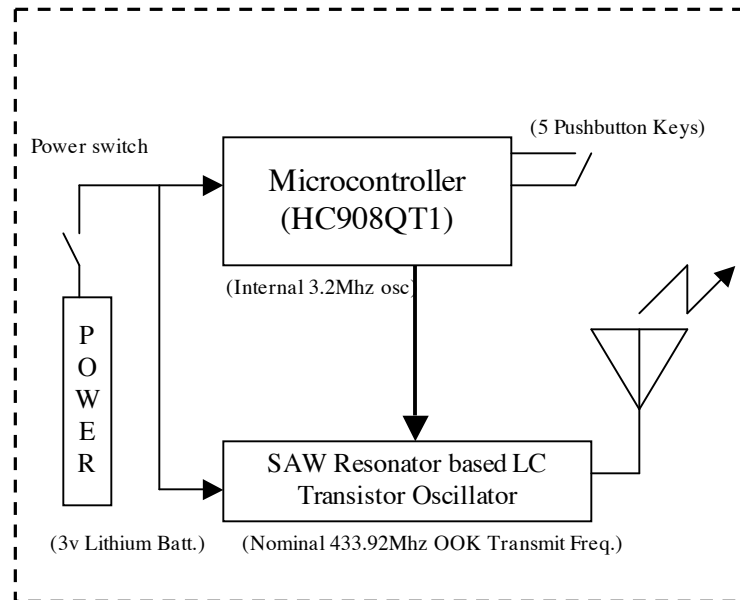 (5 Pushbutton Keys)
Power switch
Microcontroller
(HC908QT1)
(Internal 3.2Mhz osc)
P
O
W
E
R
SAW Resonator based LC
Transistor Oscillator
(3v Lithium Batt.)
(Nominal 433.92Mhz OOK Transmit Freq.)